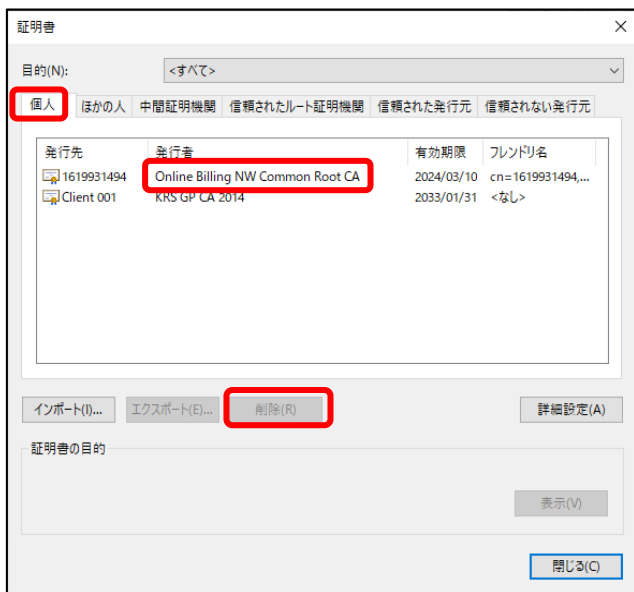 証明書
目的(N): <すべて>
個人 ほかの人 中間証明機関 信頼されたルート証明機関 信頼された発行元 信頼されない発行元
発行先 発行者 有効期限 フレンドリ名
1619931494 Online Billing NW Common Root CA 2024/03/10 cn=1619931494,...
Client 001 KRS GP CA 2014 2033/01/31 <なし>
インポート(I)... エクスポート(E)... 削除(R) 詳細設定(A)
証明書の目的
表示(V)
閉じる(C)